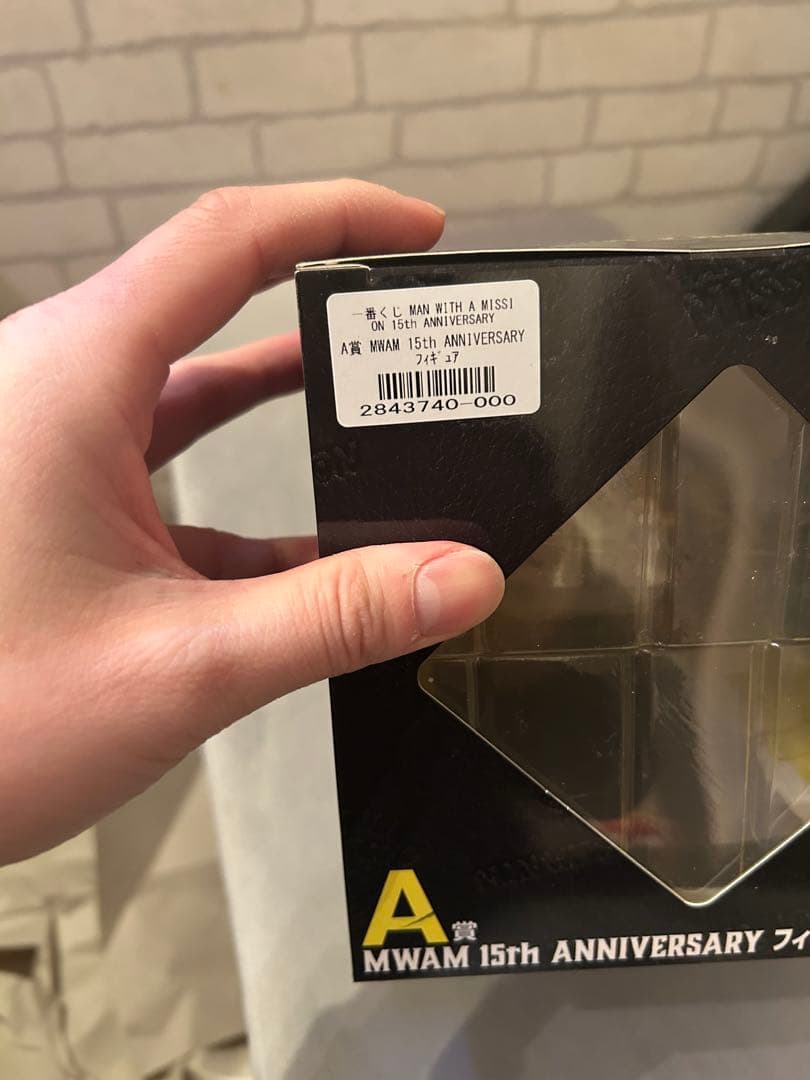 一番くじ MAN WITH A MISSI
ON 15th ANNIVERSARY
A賞 MWAM 15th ANNIVERSARY
ﾌｨｷﾞｭｱ
2843740-000
A賞
MWAM 15th ANNIVERSARY フィ